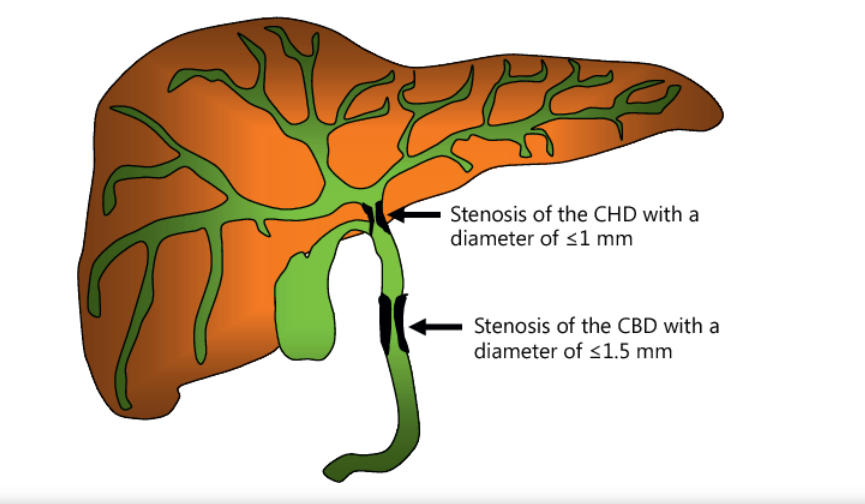 Stenosis of the CHD with a
diameter of ≤1 mm
Stenosis of the CBD with a
diameter of ≤1.5 mm